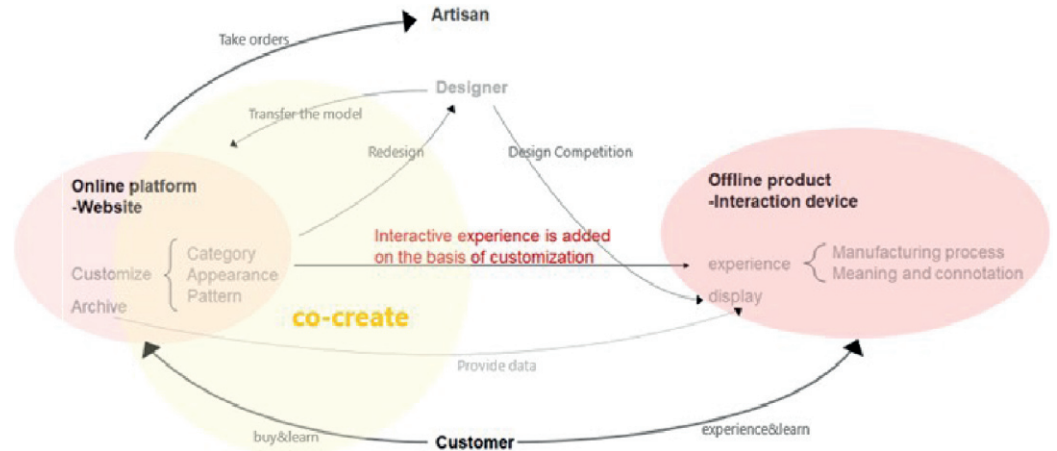 Artisan
Take orders
Designer
Transfer the model
Redesign
Design Competition
Online platform
-Website
Offline product
-Interaction device
Interactive experience is added
on the basis of customization
Customize
Category
Appearance
Pattern
Archive
experience
Manufacturing process
Meaning and connotation
display
co-create
Provide data
buy&learn
Customer
experience&learn